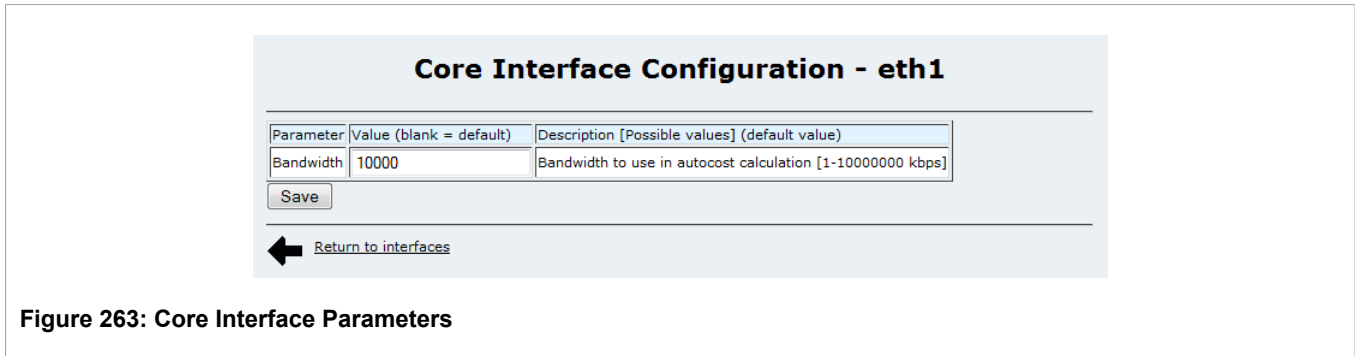 Core Interface Configuration - eth1
Parameter Value (blank = default) Description [Possible values] (default value)
Bandwidth 10000 Bandwidth to use in autocost calculation [1-10000000 kbps]
Save
Return to interfaces
Figure 263: Core Interface Parameters